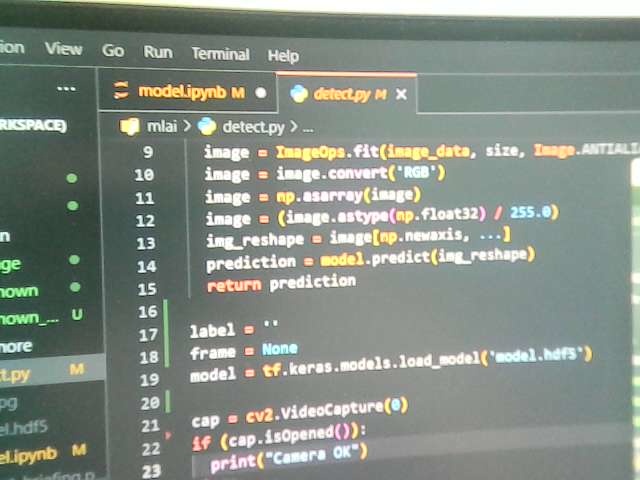 ion View Go Run Terminal Help
... model.ipynb M detect.py M ×
RKSPACE) mlai > detect.py > ...
9 image = ImageOps.fit(image_data, size, Image.ANTIALI
10 image = image.convert('RGB')
11 image = np.asarray(image)
12 image = (image.astype(np.float32) / 255.0)
13 img_reshape = image[np.newaxis, ...]
14 prediction = model.predict(img_reshape)
15 return prediction
16
17 label = ''
18 frame = None
19 model = tf.keras.models.load_model('model.hdf5')
20
21 cap = cv2.VideoCapture(0)
22 if (cap.isOpened()):
23 print("Camera OK")
n
ge
nown
nown_... U
nore
ct.py M
pg
el.hdf5
el.ipynb M